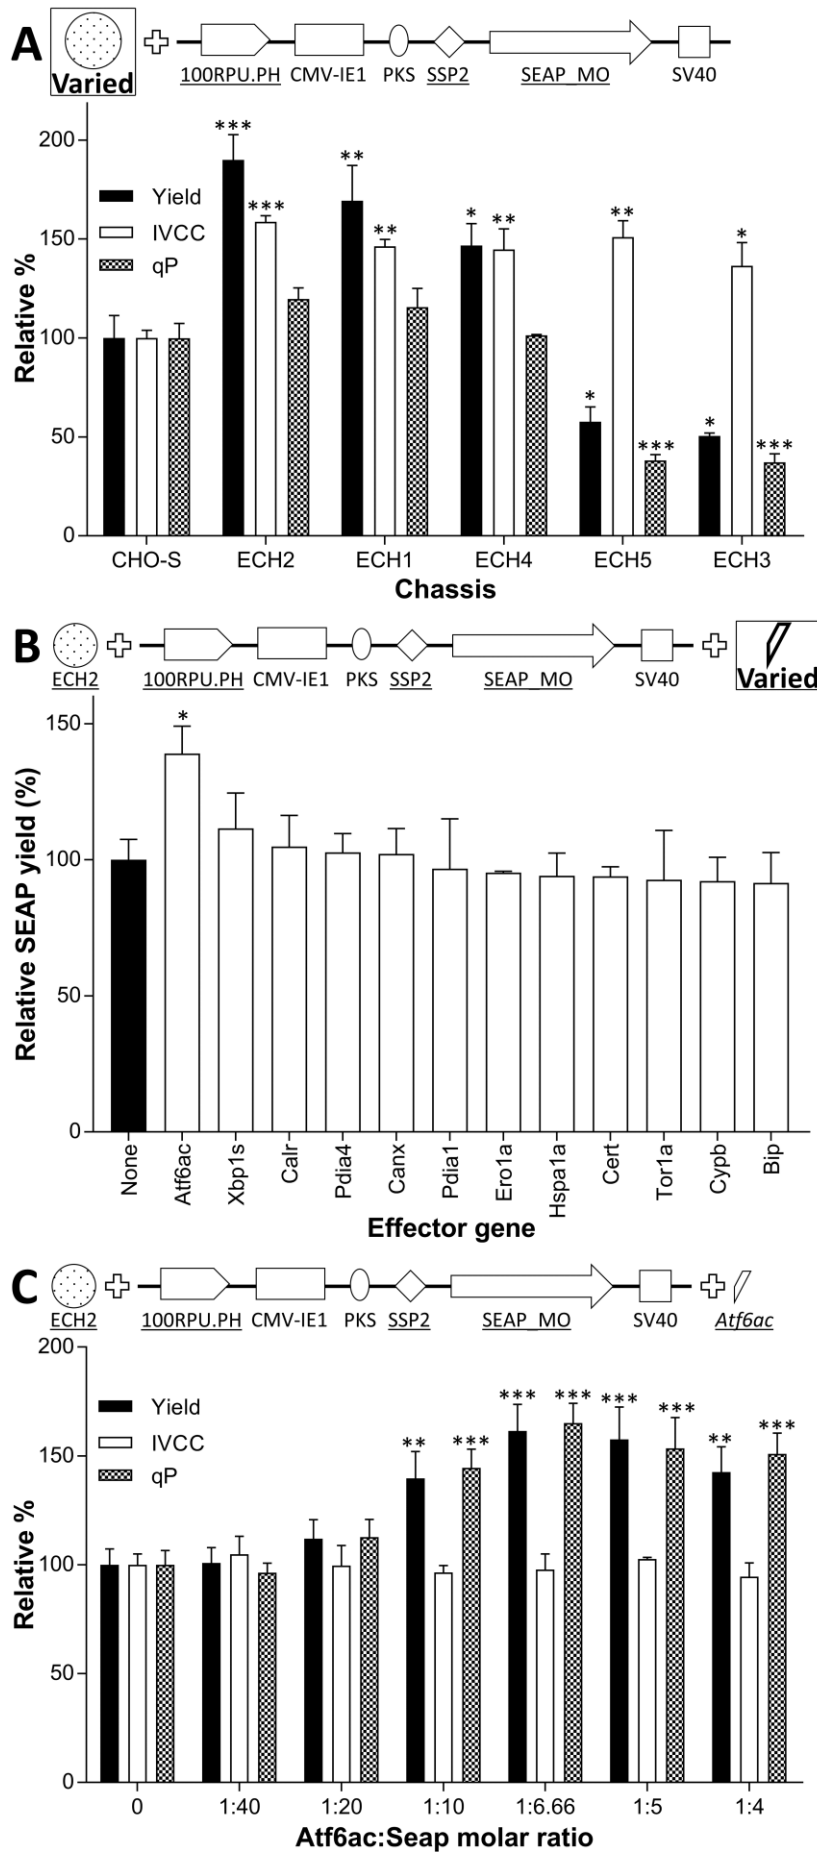 A
Varied
100RPU.PH CMV-IE1 PKS SSP2 SEAP_MO SV40
200
150
100
50
0
Relative %
Yield
IVCC
qP
*** *** ** ** * ** * ** *** * * ***
CHO-S ECH2 ECH1 ECH4 ECH5 ECH3
Chassis
B
ECH2 100RPU.PH CMV-IE1 PKS SSP2 SEAP_MO SV40 Varied
150
100
50
0
Relative SEAP yield (%)
*
None Atf6ac Xbp1s Calr Pdia4 Canx Pdia1 Ero1a Hspa1a Cert Tor1a Cypb Bip
Effector gene
C
ECH2 100RPU.PH CMV-IE1 PKS SSP2 SEAP_MO SV40 Atf6ac
200
150
100
50
0
Relative %
Yield
IVCC
qP
** *** *** *** *** *** ** ***
0 1:40 1:20 1:10 1:6.66 1:5 1:4
Atf6ac:Seap molar ratio